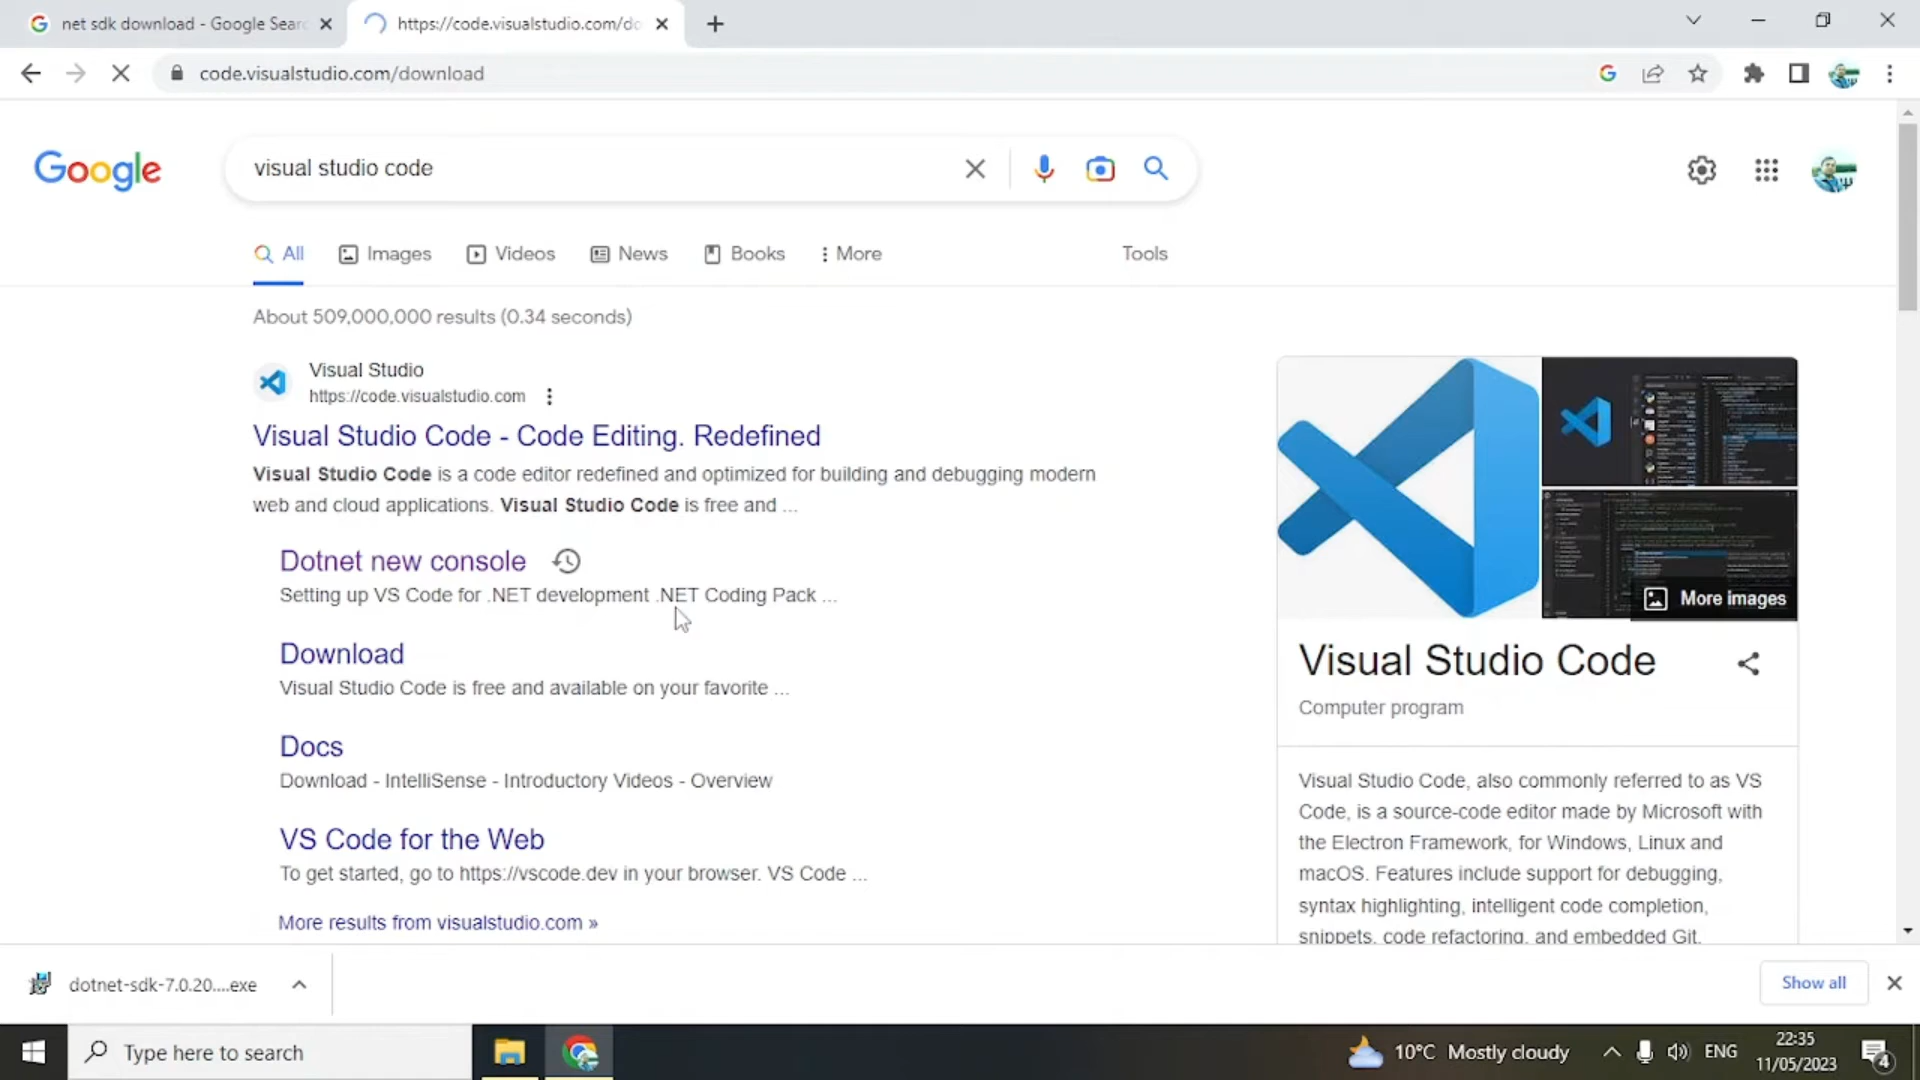 net sdk download - Google Sear
https://code.visualstudio.com/do
code.visualstudio.com/download
Google
visual studio code
All
Images
Videos
News
Books
More
Tools
About 509,000,000 results (0.34 seconds)
Visual Studio
https://code.visualstudio.com
Visual Studio Code - Code Editing. Redefined
Visual Studio Code is a code editor redefined and optimized for building and debugging modern
web and cloud applications. Visual Studio Code is free and ...
Dotnet new console
Setting up VS Code for .NET development .NET Coding Pack ...
Download
Visual Studio Code is free and available on your favorite ...
Docs
Download - IntelliSense - Introductory Videos - Overview
VS Code for the Web
To get started, go to https://vscode.dev in your browser. VS Code ...
More results from visualstudio.com »
More images
Visual Studio Code
Computer program
Visual Studio Code, also commonly referred to as VS
Code, is a source-code editor made by Microsoft with
the Electron Framework, for Windows, Linux and
macOS. Features include support for debugging,
syntax highlighting, intelligent code completion,
snippets, code refactoring, and embedded Git.
dotnet-sdk-7.0.20....exe
Show all
Type here to search
10°C Mostly cloudy
ENG
22:35
11/05/2023
4